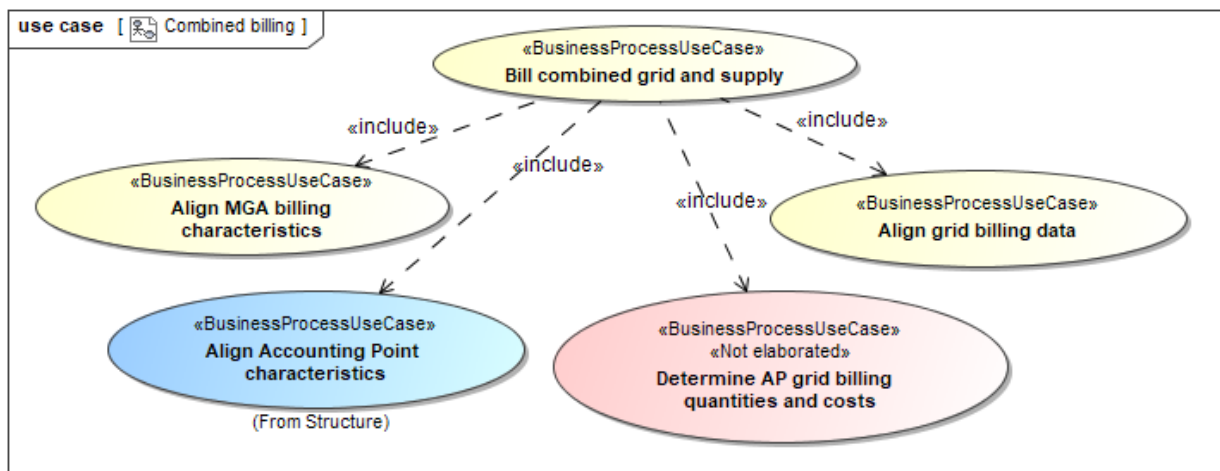 use case [ Combined billing ]
«BusinessProcessUseCase»
Bill combined grid and supply
«include»
«include»
«include»
«include»
«BusinessProcessUseCase»
Align MGA billing
characteristics
«BusinessProcessUseCase»
Align grid billing data
«BusinessProcessUseCase»
Align Accounting Point
characteristics
(From Structure)
«BusinessProcessUseCase»
«Not elaborated»
Determine AP grid billing
quantities and costs